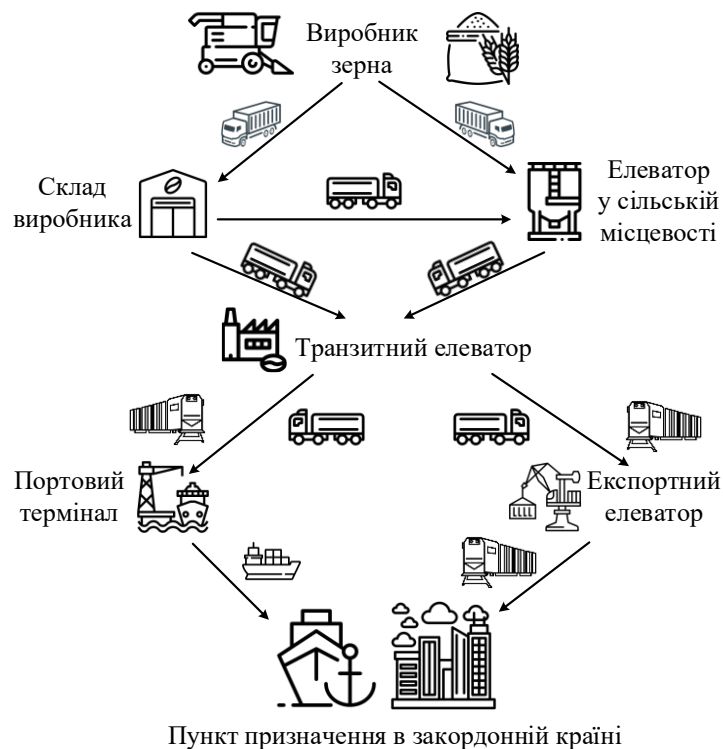 Виробник
зерна
Склад
виробника
Елеватор
у сільській
місцевості
Транзитний елеватор
Портовий
термінал
Експортний
елеватор
Пункт призначення в закордонній країні